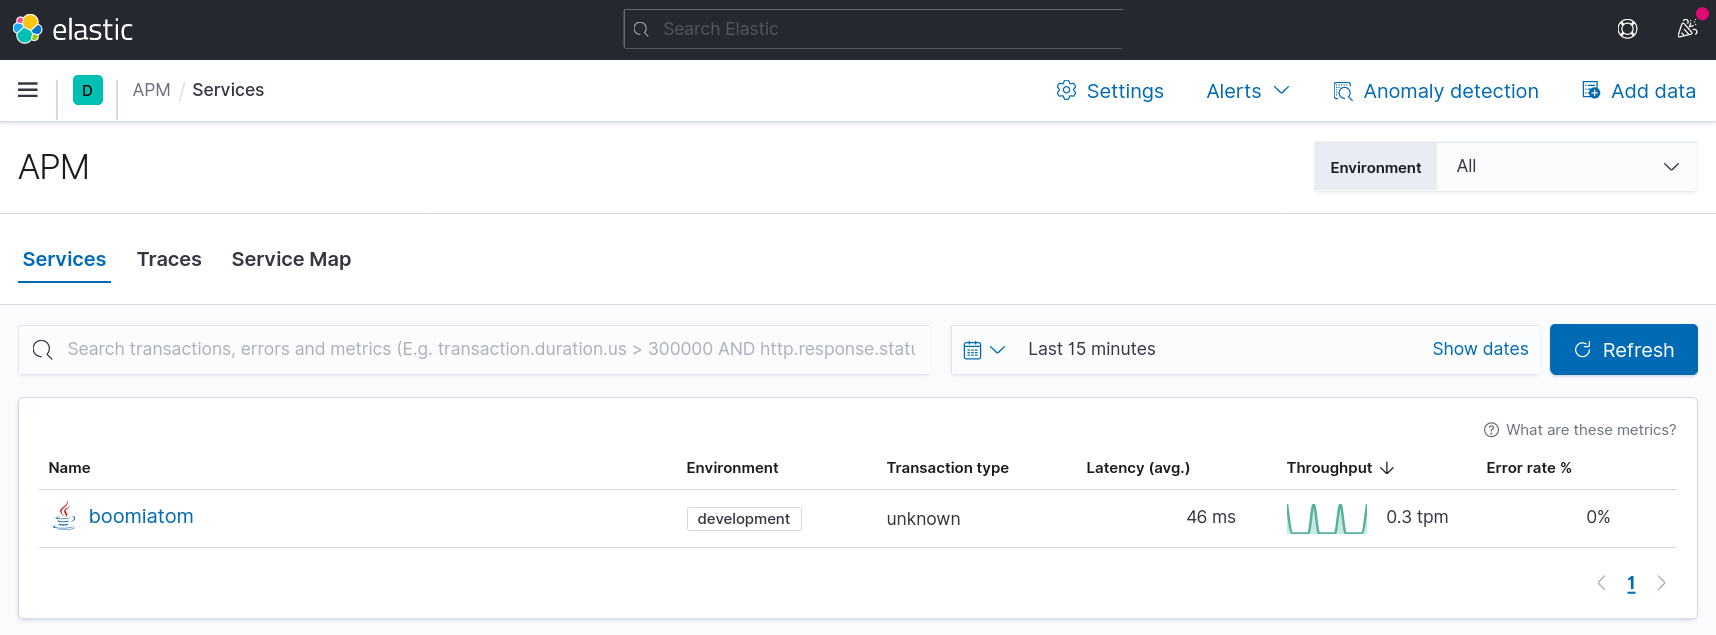 elastic
Search Elastic
D
APM / Services
Settings
Alerts
Anomaly detection
Add data
APM
Environment
All
Services
Traces
Service Map
Search transactions, errors and metrics (E.g. transaction.duration.us > 300000 AND http.response.statu
Last 15 minutes
Show dates
Refresh
What are these metrics?
Name
Environment
Transaction type
Latency (avg.)
Throughput
Error rate %
boomiatom
development
unknown
46 ms
0.3 tpm
0%
1